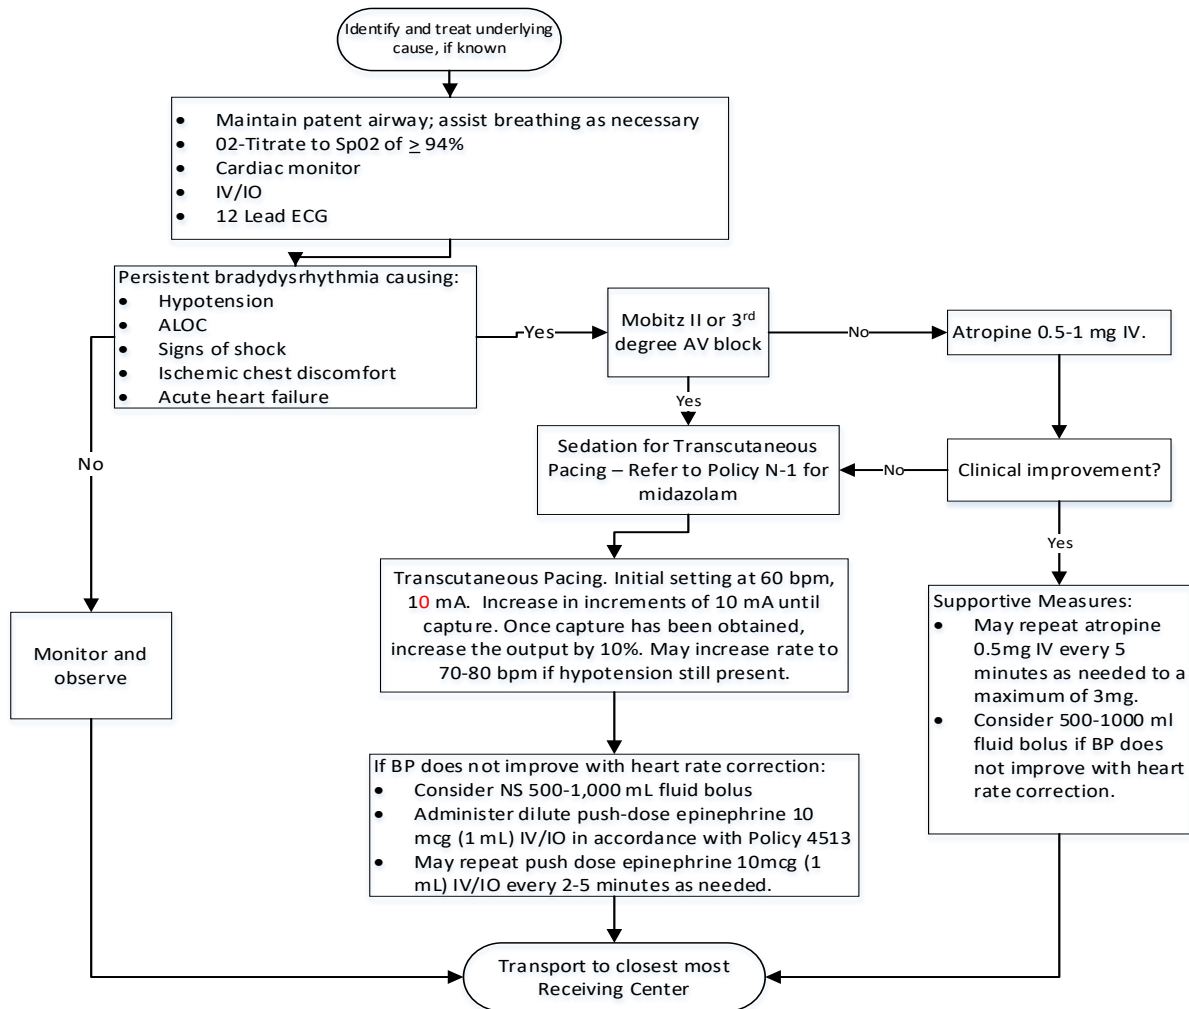 Identify and treat underlying
cause, if known
• Maintain patent airway; assist breathing as necessary
• 02-Titrate to Sp02 of ≥ 94%
• Cardiac monitor
• IV/IO
• 12 Lead ECG
Persistent bradydysrhythmia causing:
• Hypotension
• ALOC
• Signs of shock
• Ischemic chest discomfort
• Acute heart failure
Yes
Mobitz II or 3rd
degree AV block
No
Atropine 0.5-1 mg IV.
Yes
No
Sedation for Transcutaneous
Pacing – Refer to Policy N-1 for
midazolam
No
Clinical improvement?
Yes
Transcutaneous Pacing. Initial setting at 60 bpm,
10 mA. Increase in increments of 10 mA until
capture. Once capture has been obtained,
increase the output by 10%. May increase rate to
70-80 bpm if hypotension still present.
Monitor and
observe
Supportive Measures:
• May repeat atropine
0.5mg IV every 5
minutes as needed to a
maximum of 3mg.
• Consider 500-1000 ml
fluid bolus if BP does
not improve with heart
rate correction.
If BP does not improve with heart rate correction:
• Consider NS 500-1,000 mL fluid bolus
• Administer dilute push-dose epinephrine 10
mcg (1 mL) IV/IO in accordance with Policy 4513
• May repeat push dose epinephrine 10mcg (1
mL) IV/IO every 2-5 minutes as needed.
Transport to closest most
Receiving Center